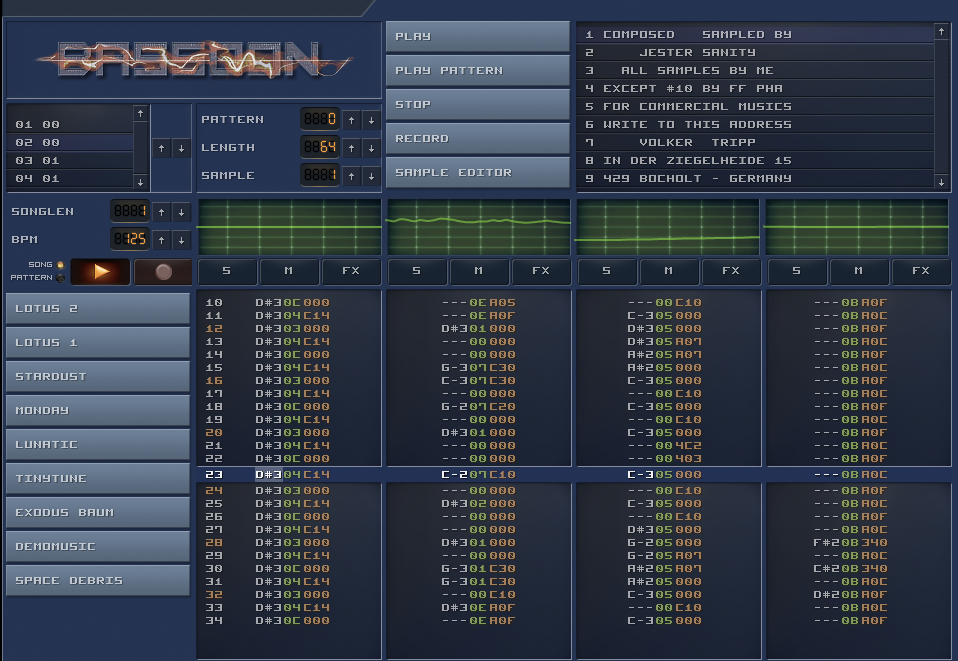 BASSOON
PLAY
PLAY PATTERN
STOP
RECORD
SAMPLE EDITOR
1 COMPOSED SAMPLED BY
2 JESTER SANITY
3 ALL SAMPLES BY ME
4 EXCEPT #10 BY FF PHA
5 FOR COMMERCIAL MUSICS
6 WRITE TO THIS ADDRESS
7 VOLKER TRIPP
8 IN DER ZIEGELHEIDE 15
9 429 BOCHOLT - GERMANY
01 00
02 00
03 01
04 01
PATTERN 0
LENGTH 64
SAMPLE 1
SONGLEN 1
BPM 125
SONG
PATTERN
S M FX S M FX S M FX S M FX
LOTUS 2
LOTUS 1
STARDUST
MONDAY
LUNATIC
TINYTUNE
EXODUS BAUM
DEMOMUSIC
SPACE DEBRIS
10 D#30C000 ---0EA05 ---00C10 ---0BA0F
11 D#304C14 ---0EA0F C-305000 ---0BA0C
12 D#303000 D#301000 D#305000 ---0BA0F
13 D#304C14 ---00000 D#305A07 ---0BA0C
14 D#30C000 ---00000 A#205A07 ---0BA0F
15 D#304C14 G-307C30 A#205000 ---0BA0C
16 D#303000 C-307C30 C-305000 ---0BA0F
17 D#304C14 ---00000 ---00C10 ---0BA0C
18 D#30C000 G-207C20 C-305000 ---0BA0F
19 D#304C14 ---00000 ---00C10 ---0BA0C
20 D#303000 D#301000 C-305000 ---0BA0F
21 D#304C14 ---00000 ---004C2 ---0BA0C
22 D#30C000 ---00000 ---00403 ---0BA0F
23 D#304C14 C-207C10 C-305000 ---0BA0C
24 D#303000 ---00000 ---00C10 ---0BA0F
25 D#304C14 D#302000 C-305000 ---0BA0C
26 D#30C000 ---00000 ---00C10 ---0BA0F
27 D#304C14 ---00000 D#305000 ---0BA0C
28 D#303000 D#301000 G-205000 F#20B340
29 D#304C14 ---00000 G-205A07 ---0BA0C
30 D#30C000 G-301C30 A#205A07 C#20B340
31 D#304C14 G-301C30 A#205000 ---0BA0C
32 D#303000 ---00C10 C-305000 D#20BA0F
33 D#304C14 D#30EA0F ---00C10 ---0BA0C
34 D#30C000 ---0EA0F C-305000 ---0BA0F